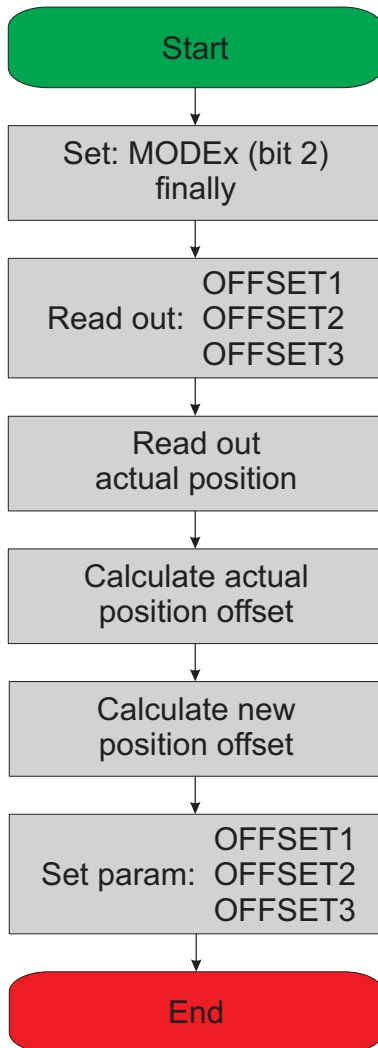 Start
Set: MODEx (bit 2)
finally
OFFSET1
Read out: OFFSET2
OFFSET3
Read out
actual position
Calculate actual
position offset
Calculate new
position offset
OFFSET1
Set param: OFFSET2
OFFSET3
End